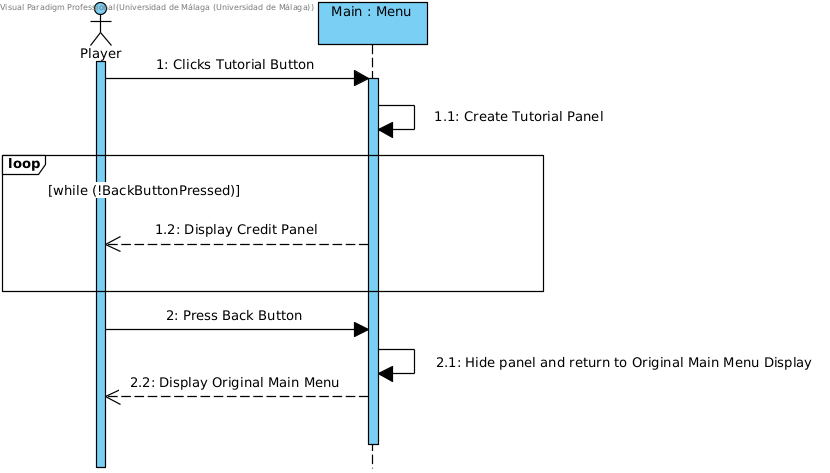 Visual Paradigm Professional(Universidad de Málaga (Universidad de Málaga))
Main : Menu
Player
1: Clicks Tutorial Button
1.1: Create Tutorial Panel
loop
[while (!BackButtonPressed)]
1.2: Display Credit Panel
2: Press Back Button
2.1: Hide panel and return to Original Main Menu Display
2.2: Display Original Main Menu